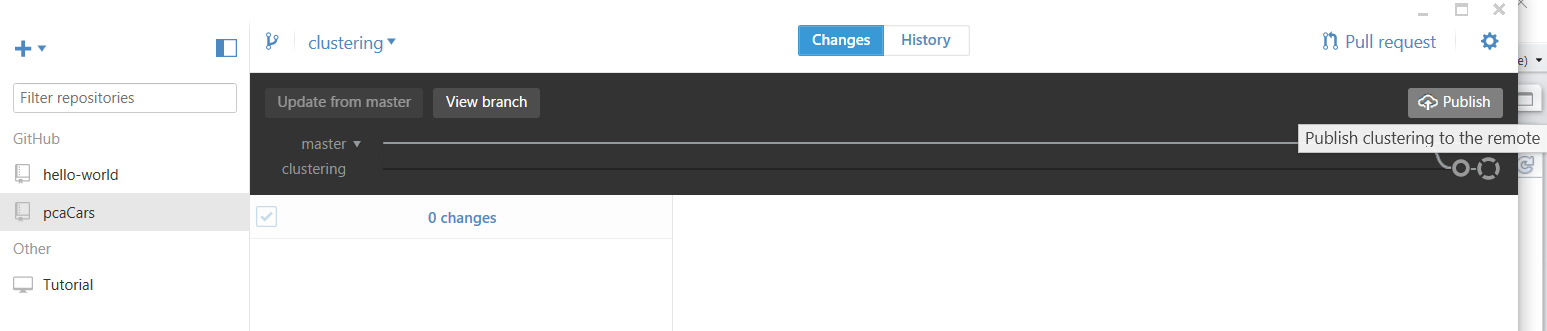 clustering
Changes
History
Pull request
Filter repositories
Update from master
View branch
Publish
e)
GitHub
master
Publish clustering to the remote
hello-world
clustering
pcaCars
0 changes
Other
Tutorial